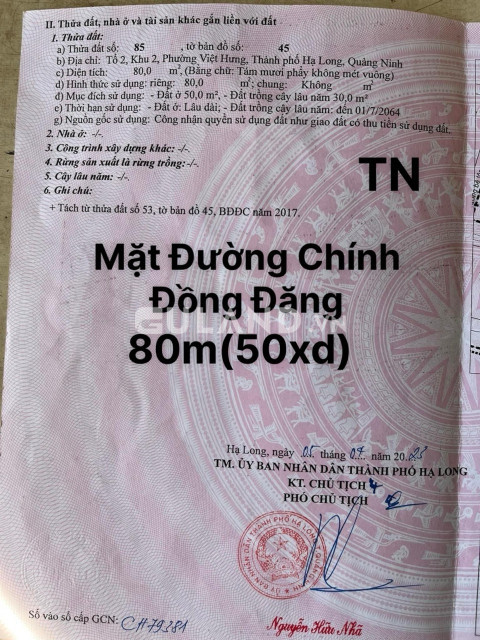 II. Thửa đất, nhà ở và tài sản khác gắn liền với đất
1. Thửa đất:
a) Thửa đất số: 85 , tờ bản đồ số: 45
b) Địa chỉ: Tổ 2, Khu 2, Phường Việt Hưng, Thành phố Hạ Long, Quảng Ninh
c) Diện tích: 80,0 m², (Bằng chữ: Tám mươi phẩy không mét vuông)
d) Hình thức sử dụng: riêng: 80,0 m²; chung: Không m²
đ) Mục đích sử dụng: - Đất ở 50,0 m², - Đất trồng cây lâu năm 30,0 m²
e) Thời hạn sử dụng: - Đất ở: Lâu dài; - Đất trồng cây lâu năm: đến 01/7/2064
g) Nguồn gốc sử dụng: Công nhận quyền sử dụng đất như giao đất có thu tiền sử dụng đất.
2. Nhà ở: -/-.
3. Công trình xây dựng khác: -/-.
4. Rừng sản xuất là rừng trồng: -/-.
5. Cây lâu năm: -/-.
6. Ghi chú:
TN
+ Tách từ thửa đất số 53, tờ bản đồ 45, BĐĐC năm 2017.
Mặt Đường Chính
Đồng Đăng
GULAND.VN
80m(50xd)
Hạ Long, ngày 05 tháng 04 năm 2023
TM. ỦY BAN NHÂN DÂN THÀNH PHỐ HẠ LONG
KT. CHỦ TỊCH
PHÓ CHỦ TỊCH
Số vào sổ cấp GCN: CH79381
Nguyễn Hữu Nhã